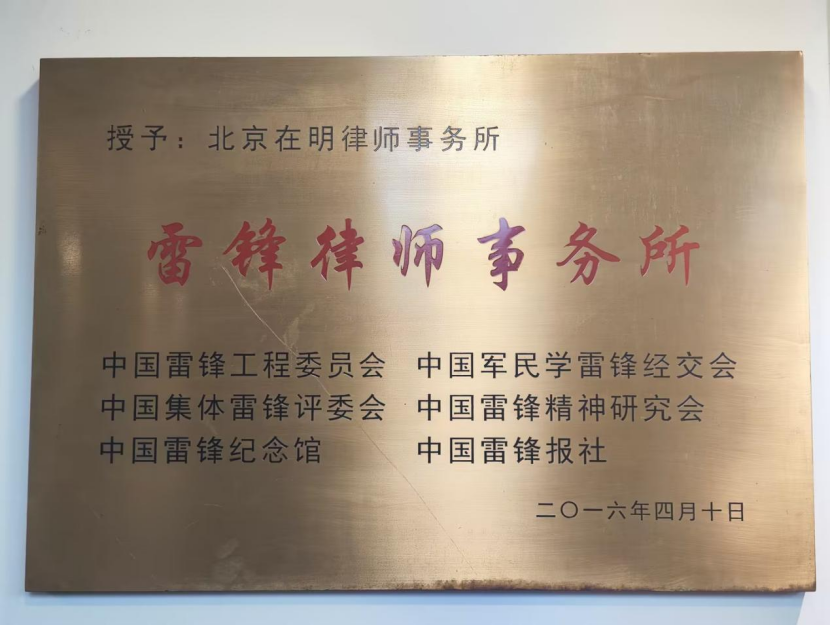 授予：北京在明律师事务所
雷锋律师事务所
中国雷锋工程委员会 中国军民学雷锋经交会
中国集体雷锋评委会 中国雷锋精神研究会
中国雷锋纪念馆 中国雷锋报社
二〇一六年四月十日